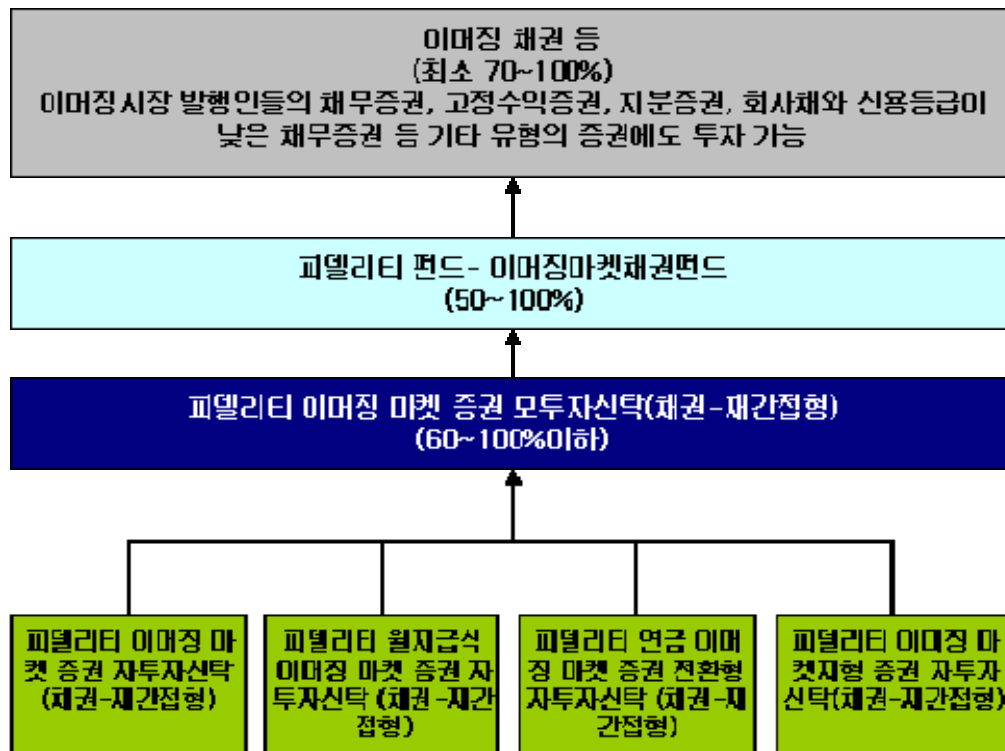 이머징 채권 등
(최소 70~100%)
이머징시장 발행인들의 채무증권, 고정수익증권, 지분증권, 회사채와 신용등급이
낮은 채무증권 등 기타 유형의 증권에도 투자 가능
피델리티 펀드- 이머징마켓채권펀드
(50~100%)
피델리티 이머징 마켓 증권 모투자신탁(채권-재간접형)
(60~100%이하)
피델리티 이머징 마
켓 증권 자투자신탁
(채권-재간접형)
피델리티 월지급식
이머징 마켓 증권 자
투자신탁 (채권-재간
접형)
피델리티 연금 이머
징 마켓 증권 전환형
자투자신탁 (채권-재
간접형)
피델리티 이머징 마
켓지형 증권 자투자
신탁(채권-재간접형)